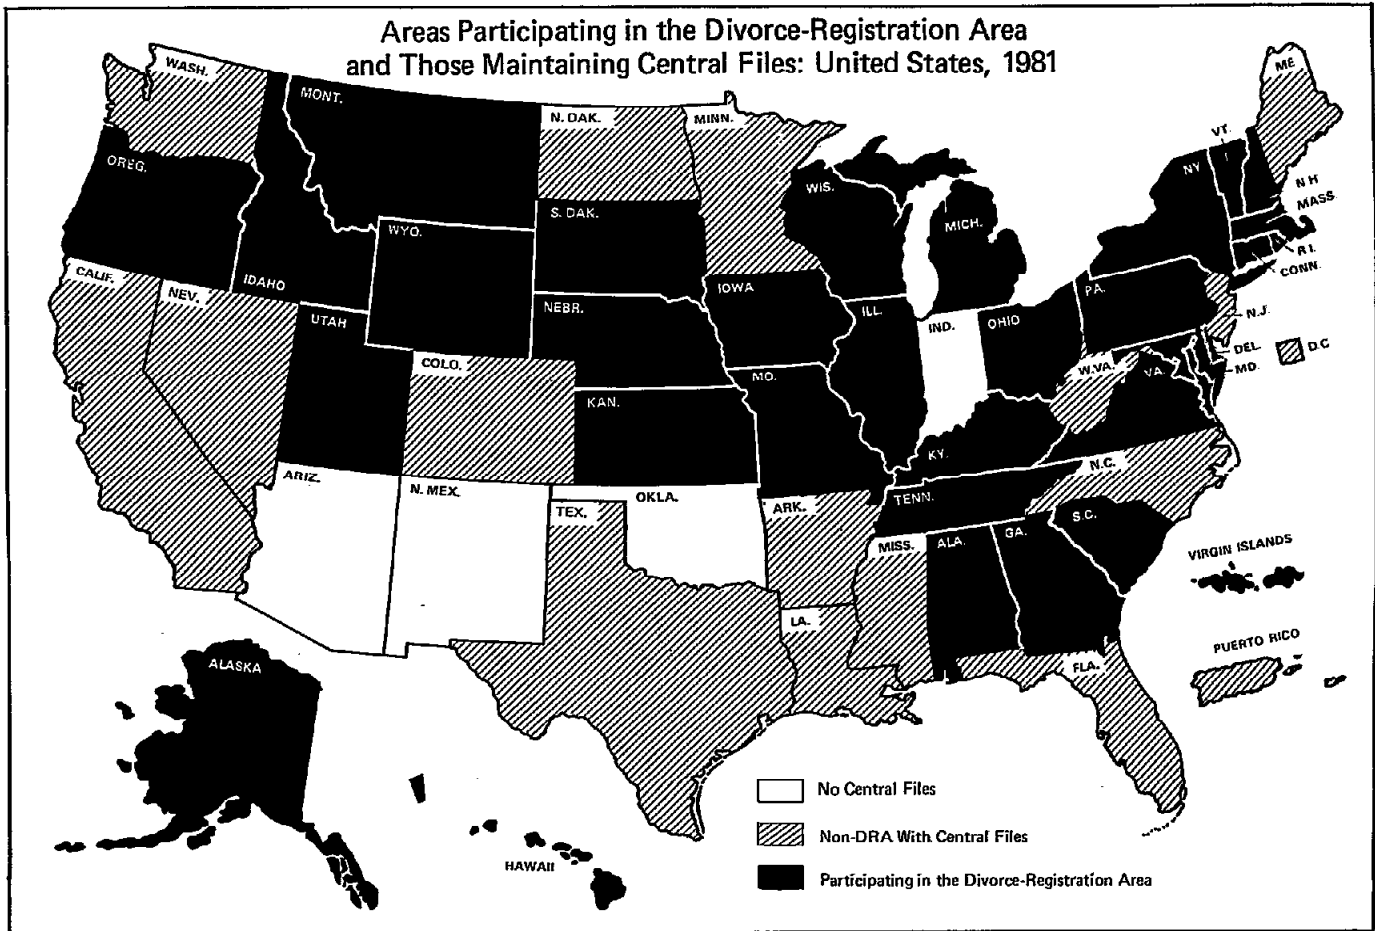 Areas Participating in the Divorce-Registration Area
and Those Maintaining Central Files: United States, 1981
WASH.
MONT.
N. DAK.
MINN.
ME
VT.
OREG.
WIS.
NY
N H
MASS.
S. DAK.
WYO.
MICH.
R I.
CONN.
CALIF.
NEV.
IDAHO
IOWA
PA.
NEBR.
ILL.
UTAH
IND.
OHIO
N.J.
DEL.
D.C
MD.
COLO.
W.VA.
VA.
MO.
KAN.
KY.
N.C.
ARIZ.
N. MEX.
OKLA.
TENN.
TEX.
ARK.
S.C.
MISS.
ALA.
GA.
VIRGIN ISLANDS
LA.
PUERTO RICO
ALASKA
FLA.
No Central Files
Non-DRA With Central Files
HAWAII
Participating in the Divorce-Registration Area